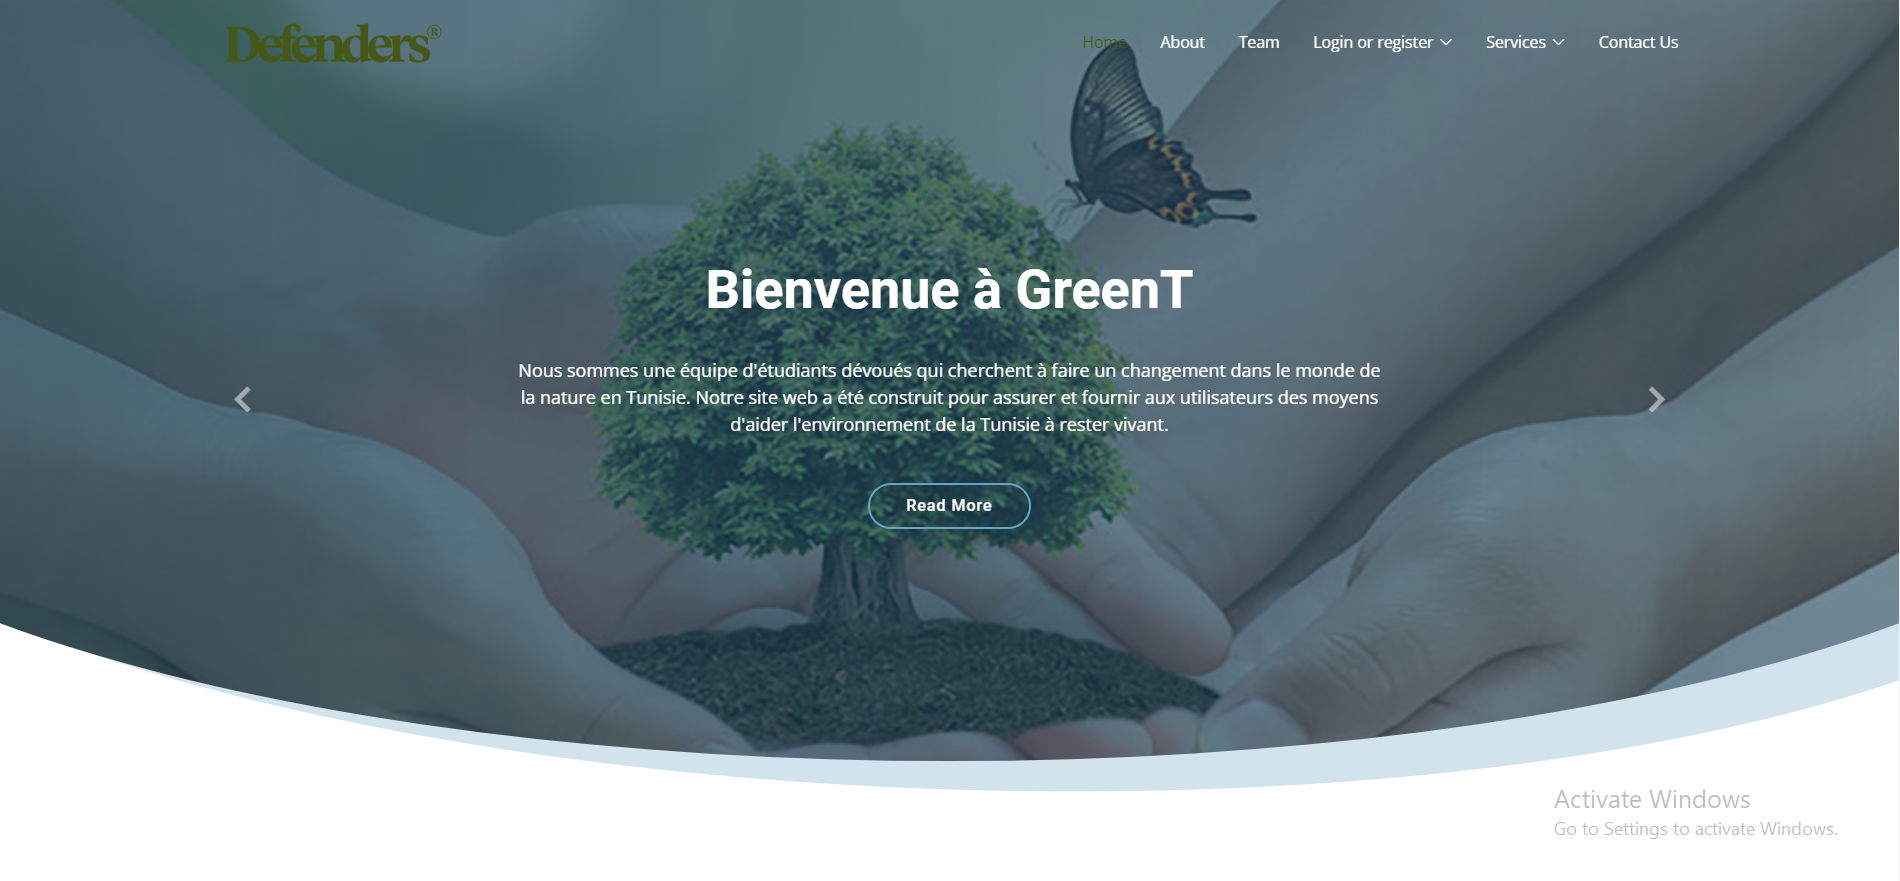 Defenders®
Home About Team Login or register Services Contact Us
Bienvenue à GreenT
Nous sommes une équipe d'étudiants dévoués qui cherchent à faire un changement dans le monde de
la nature en Tunisie. Notre site web a été construit pour assurer et fournir aux utilisateurs des moyens
d'aider l'environnement de la Tunisie à rester vivant.
Read More
Activate Windows
Go to Settings to activate Windows.